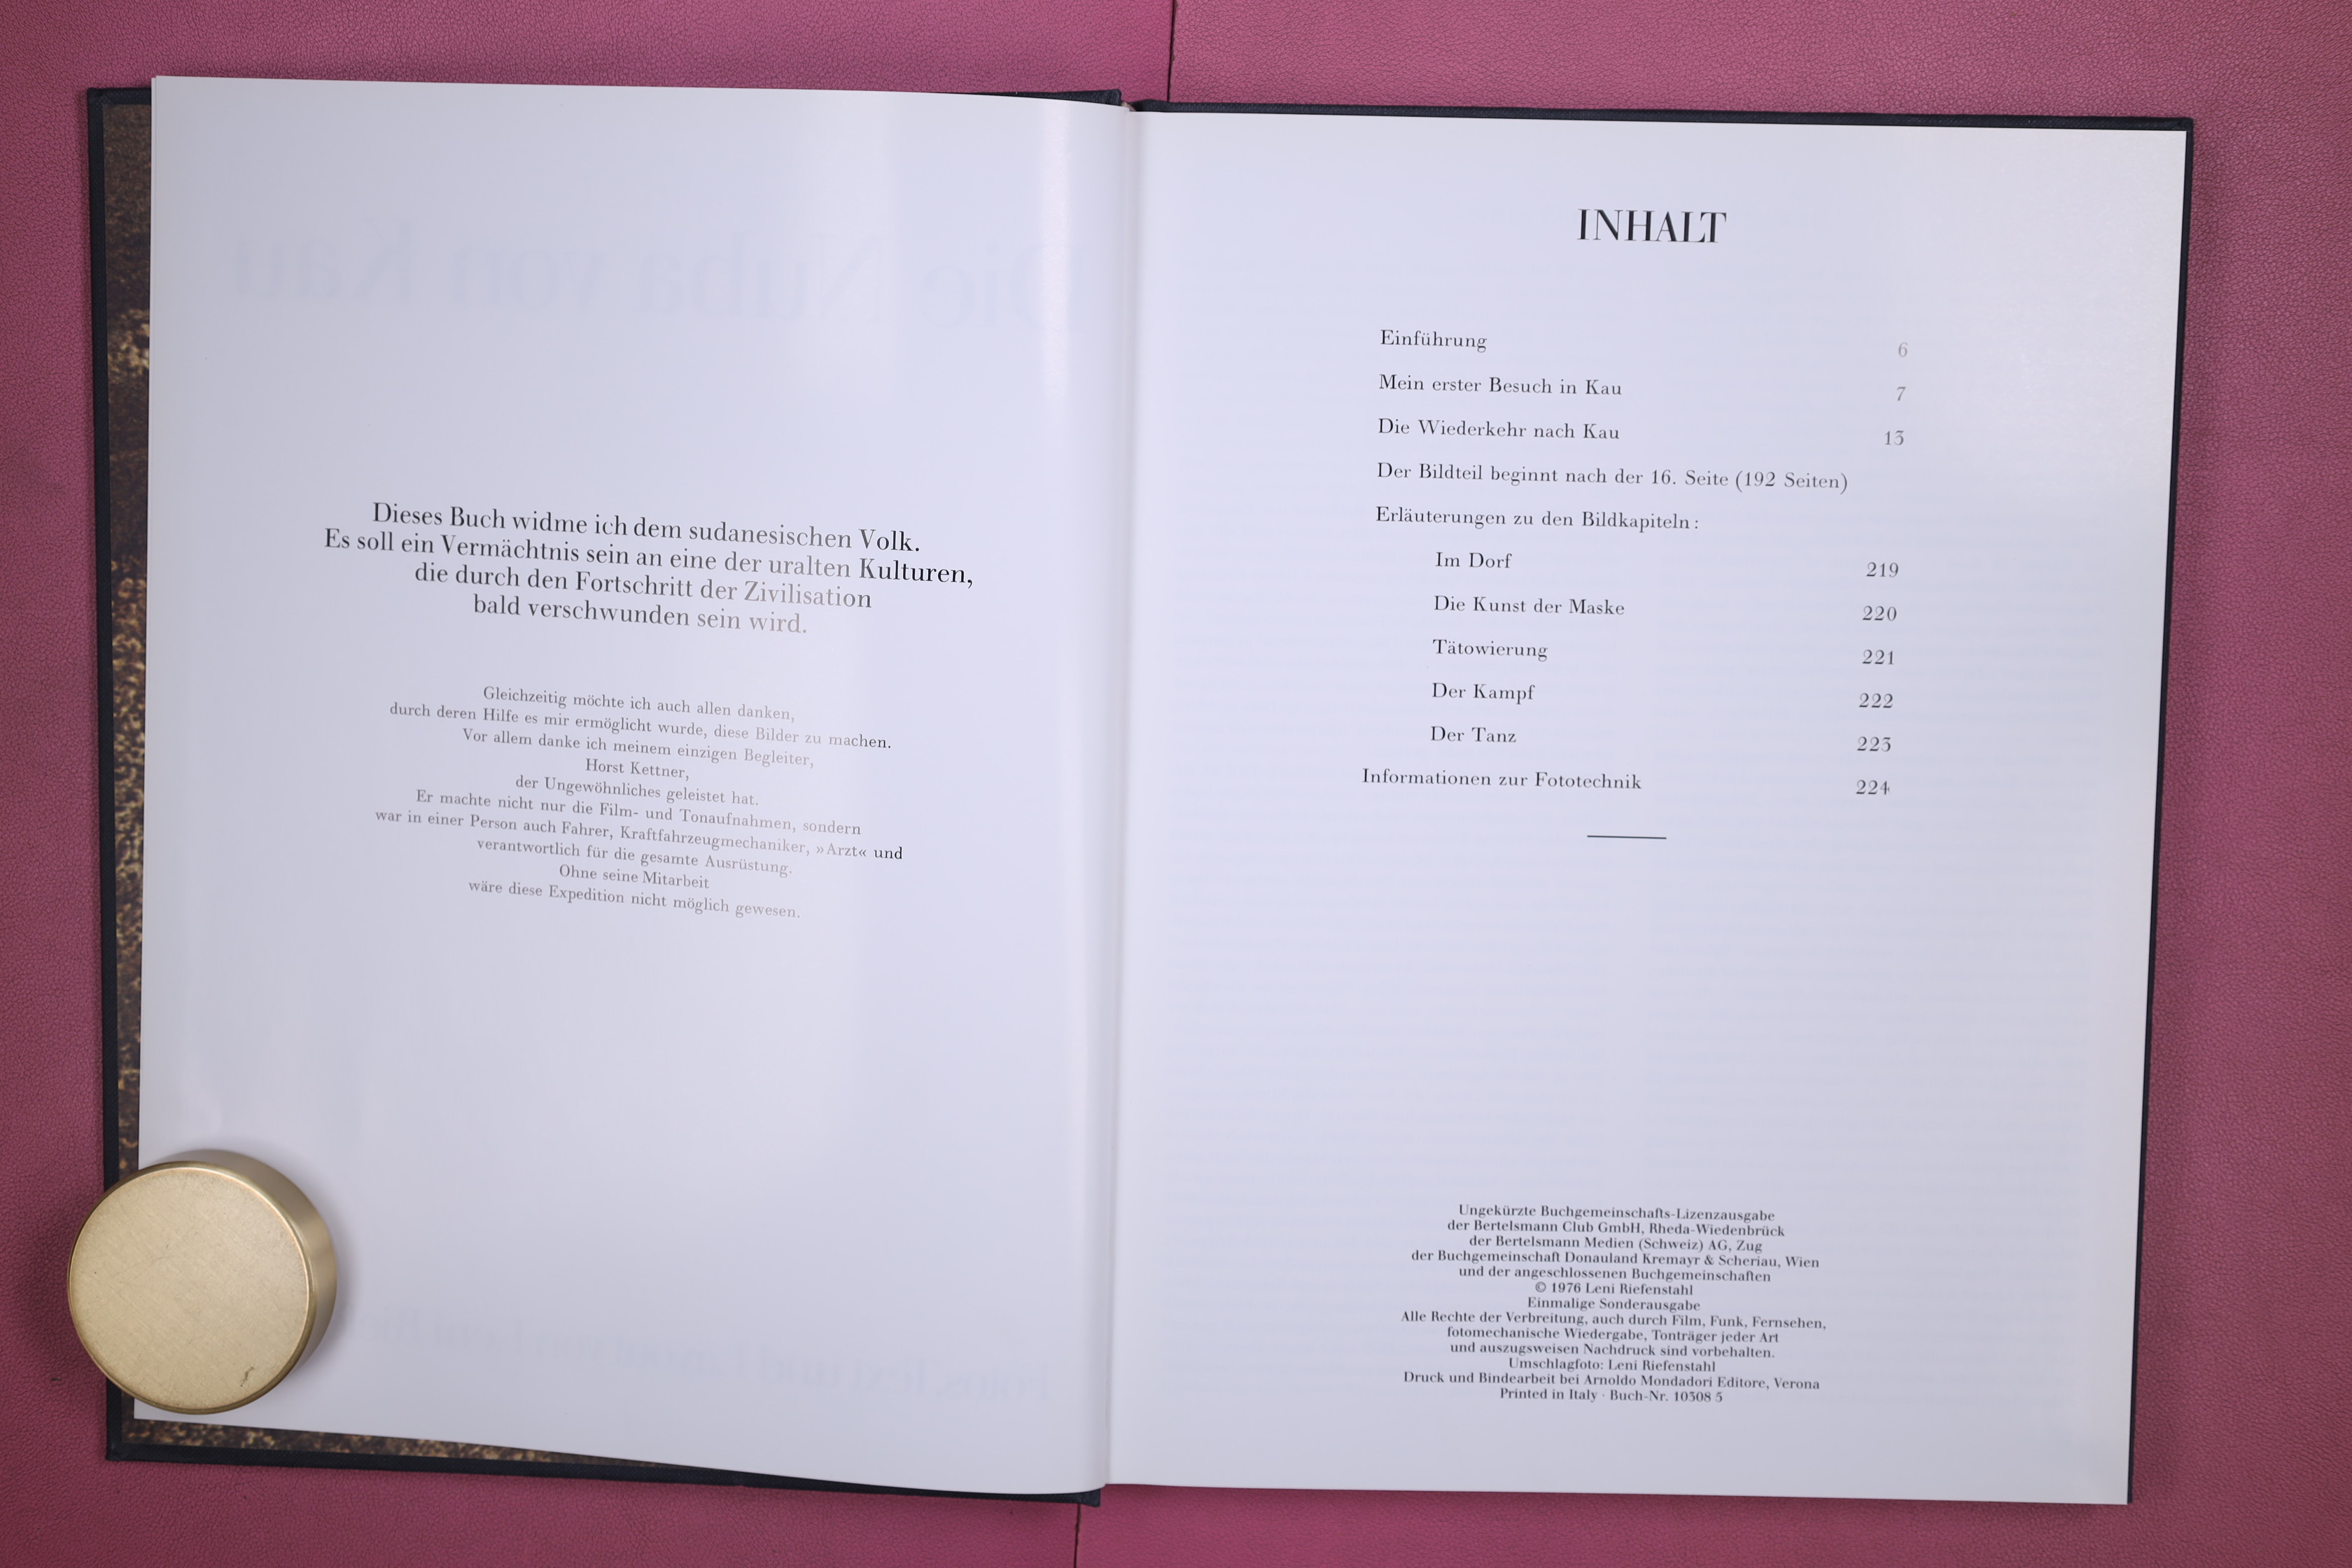 Die Nuba von Kau
Dieses Buch widme ich dem sudanesischen Volk.
Es soll ein Vermächtnis sein an eine der uralten Kulturen,
die durch den Fortschritt der Zivilisation
bald verschwunden sein wird.
Gleichzeitig möchte ich auch allen danken,
durch deren Hilfe es mir ermöglicht wurde, diese Bilder zu machen.
Vor allem danke ich meinem einzigen Begleiter,
Horst Kettner,
der Ungewöhnliches geleistet hat.
Er machte nicht nur die Film- und Tonaufnahmen, sondern
war in einer Person auch Fahrer, Kraftfahrzeugmechaniker, »Arzt« und
verantwortlich für die gesamte Ausrüstung.
Ohne seine Mitarbeit
wäre diese Expedition nicht möglich gewesen.
INHALT
Einführung 6
Mein erster Besuch in Kau 7
Die Wiederkehr nach Kau 13
Der Bildteil beginnt nach der 16. Seite (192 Seiten)
Erläuterungen zu den Bildkapiteln:
Im Dorf 219
Die Kunst der Maske 220
Tätowierung 221
Der Kampf 222
Der Tanz 223
Informationen zur Fototechnik 224
Ungekürzte Buchgemeinschafts-Lizenzausgabe
der Bertelsmann Club GmbH, Rheda-Wiedenbrück
der Bertelsmann Medien (Schweiz) AG, Zug
der Buchgemeinschaft Donauland Kremayr & Scheriau, Wien
und der angeschlossenen Buchgemeinschaften
© 1976 Leni Riefenstahl
Einmalige Sonderausgabe
Alle Rechte der Verbreitung, auch durch Film, Funk, Fernsehen,
fotomechanische Wiedergabe, Tonträger jeder Art
und auszugsweisen Nachdruck sind vorbehalten.
Umschlagfoto: Leni Riefenstahl
Druck und Bindearbeit bei Arnoldo Mondadori Editore, Verona
Printed in Italy · Buch-Nr. 10308 5